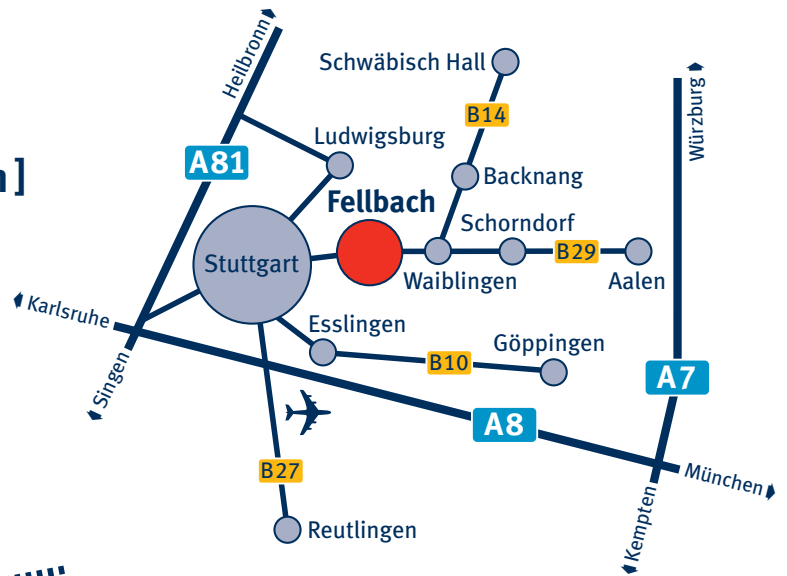 Heilbronn
Schwäbisch Hall
B14
Würzburg
Ludwigsburg
A81
n]
Backnang
Fellbach
Schorndorf
Stuttgart
B29
Waiblingen
Aalen
Karlsruhe
Esslingen
Göppingen
B10
Singen
A7
A8
B27
München
Kempten
Reutlingen